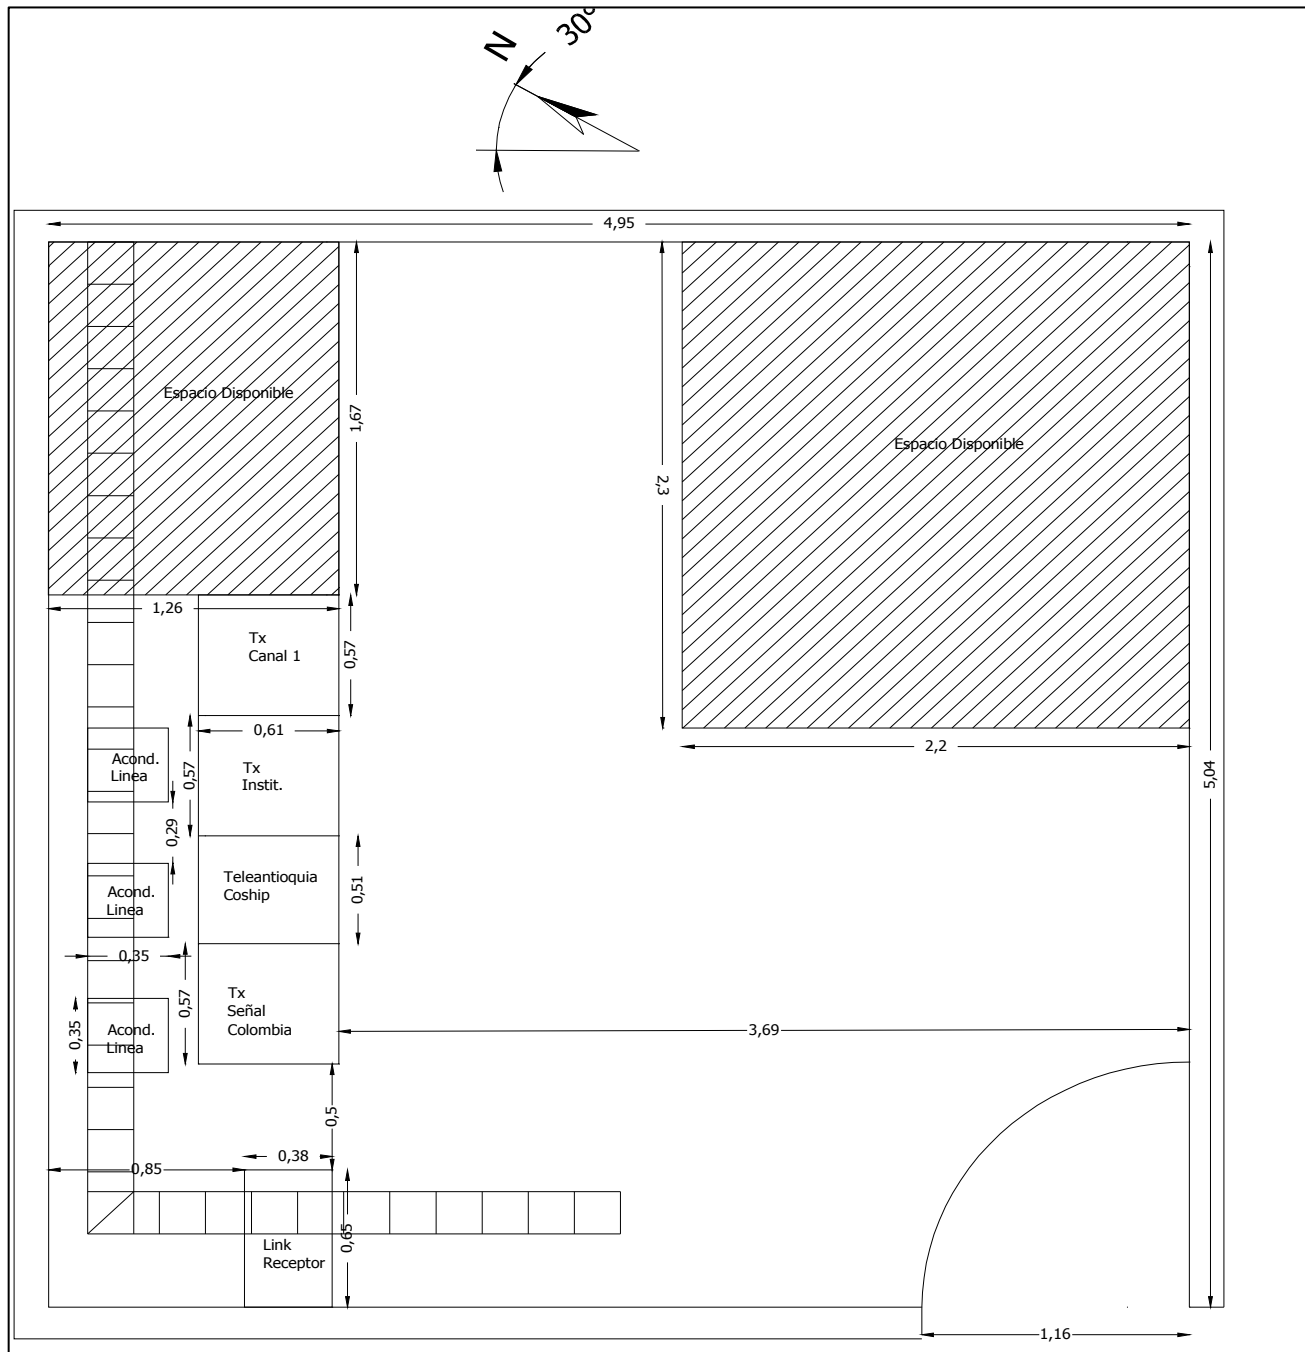 N
30°
4,95
Espacio Disponible
1,67
2,3
Espacio Disponible
1,26
Tx
Canal 1
0,57
0,61
2,2
Acond.
Linea
0,57
Tx
Instit.
5,04
0,29
Teleantioquia
Coship
0,51
Acond.
Linea
0,35
0,57
Tx
Señal
Colombia
0,35
Acond.
Linea
3,69
0,5
0,38
0,85
0,65
Link
Receptor
1,16